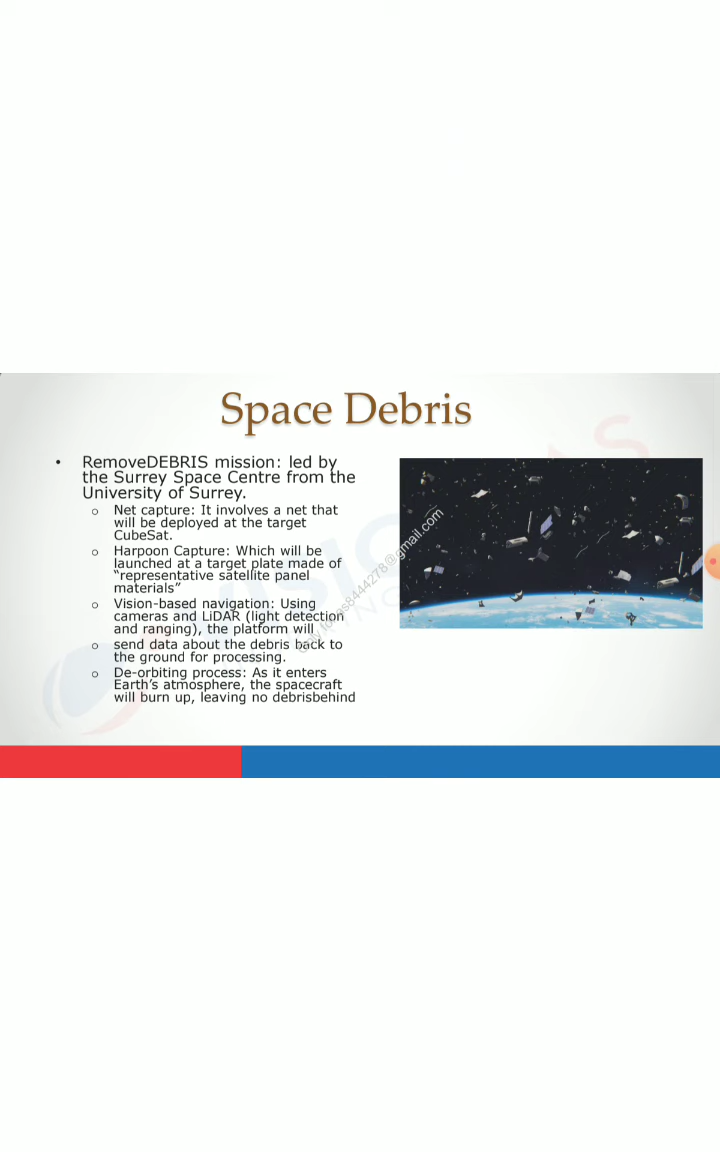 Space Debris
• RemoveDEBRIS mission: led by
the Surrey Space Centre from the
University of Surrey.
o Net capture: It involves a net that
will be deployed at the target
CubeSat.
o Harpoon Capture: Which will be
launched at a target plate made of
“representative satellite panel
materials”
o Vision-based navigation: Using
cameras and LiDAR (light detection
and ranging), the platform will
o send data about the debris back to
the ground for processing.
o De-orbiting process: As it enters
Earth’s atmosphere, the spacecraft
will burn up, leaving no debrisbehind